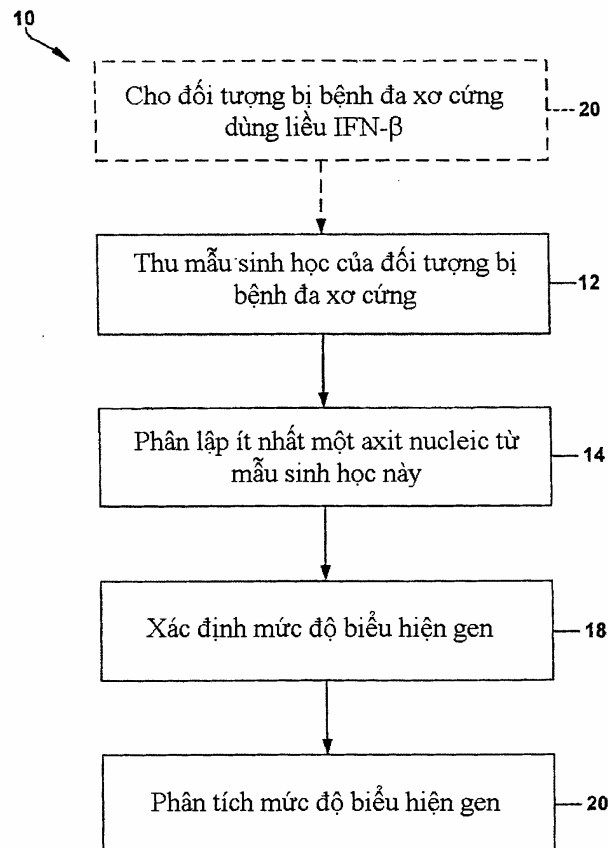 10
Cho đối tượng bị bệnh đa xơ cứng
dùng liều IFN-β
20
Thu mẫu sinh học của đối tượng bị
bệnh đa xơ cứng
12
Phân lập ít nhất một axit nucleic từ
mẫu sinh học này
14
Xác định mức độ biểu hiện gen
18
Phân tích mức độ biểu hiện gen
20